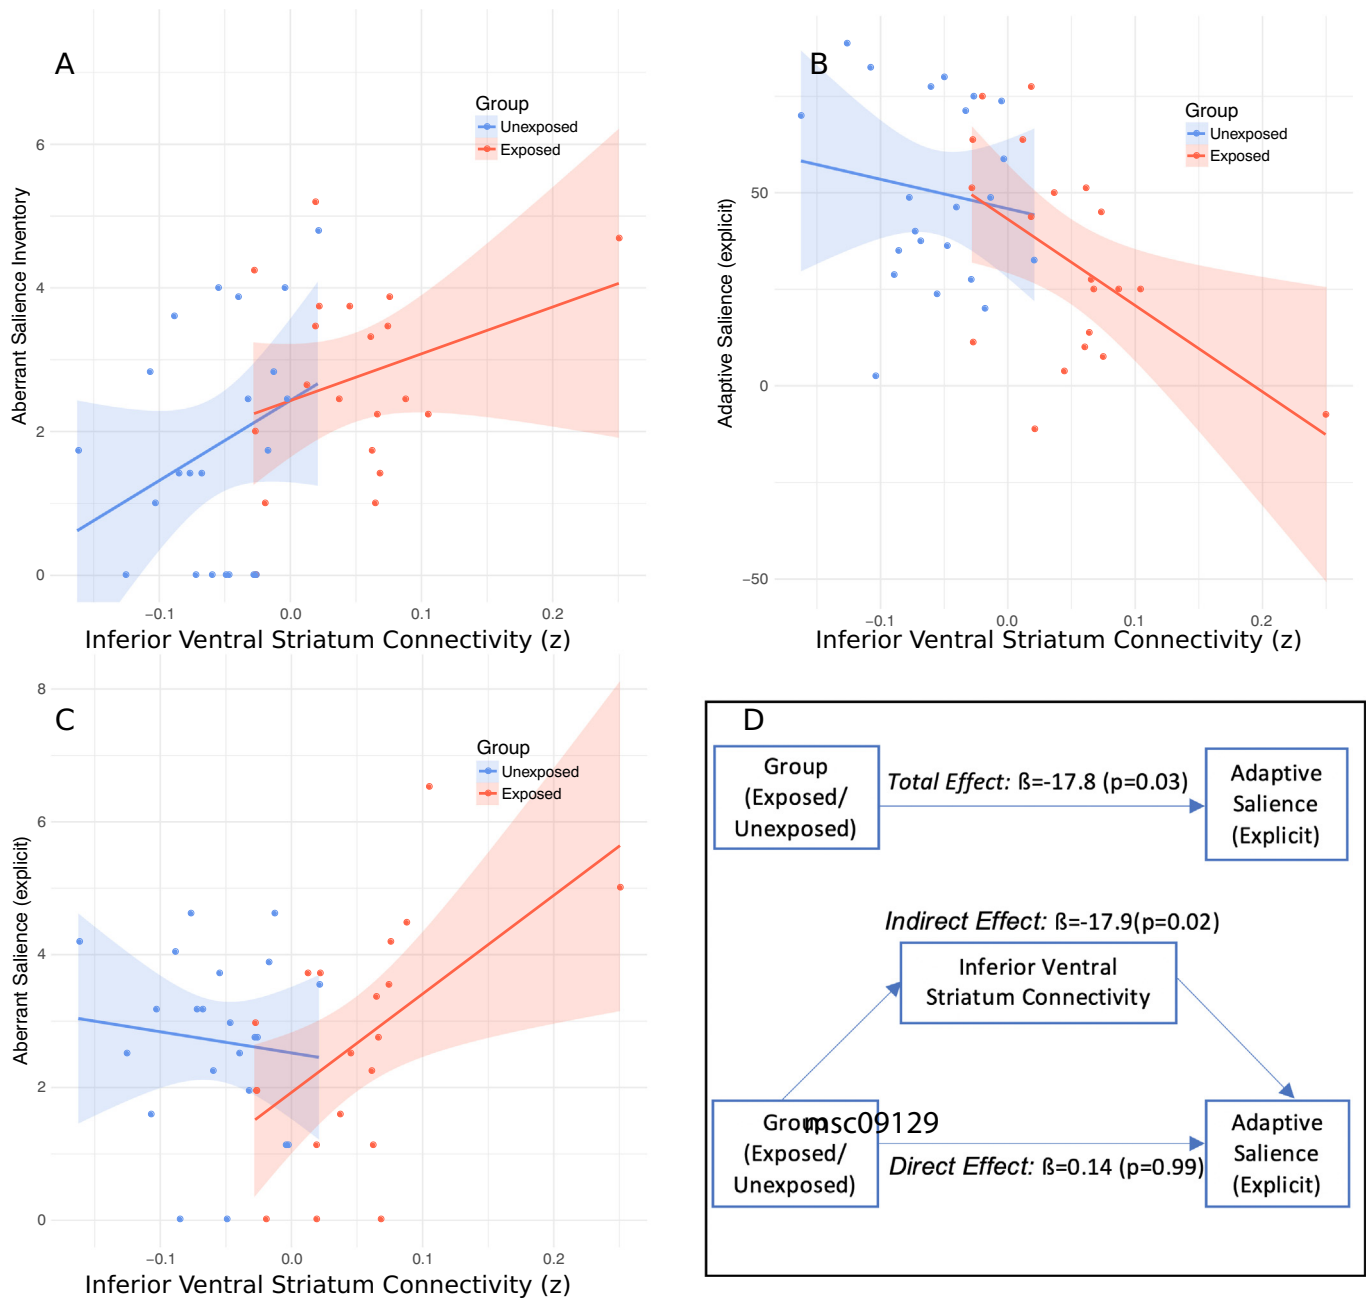 A
Group
Unexposed
Exposed
Aberrant Salience Inventory
6
4
2
0
−0.1
0.0
0.1
0.2
Inferior Ventral Striatum Connectivity (z)
B
Group
Unexposed
Exposed
Adaptive Salience (explicit)
50
0
−50
−0.1
0.0
0.1
0.2
Inferior Ventral Striatum Connectivity (z)
C
Group
Unexposed
Exposed
Aberrant Salience (explicit)
8
6
4
2
0
−0.1
0.0
0.1
0.2
Inferior Ventral Striatum Connectivity (z)
D
Group
(Exposed/
Unexposed)
Total Effect: ß=-17.8 (p=0.03)
Adaptive
Salience
(Explicit)
Indirect Effect: ß=-17.9(p=0.02)
Inferior Ventral
Striatum Connectivity
Group
(Exposed/
Unexposed)
msc09129
Direct Effect: ß=0.14 (p=0.99)
Adaptive
Salience
(Explicit)